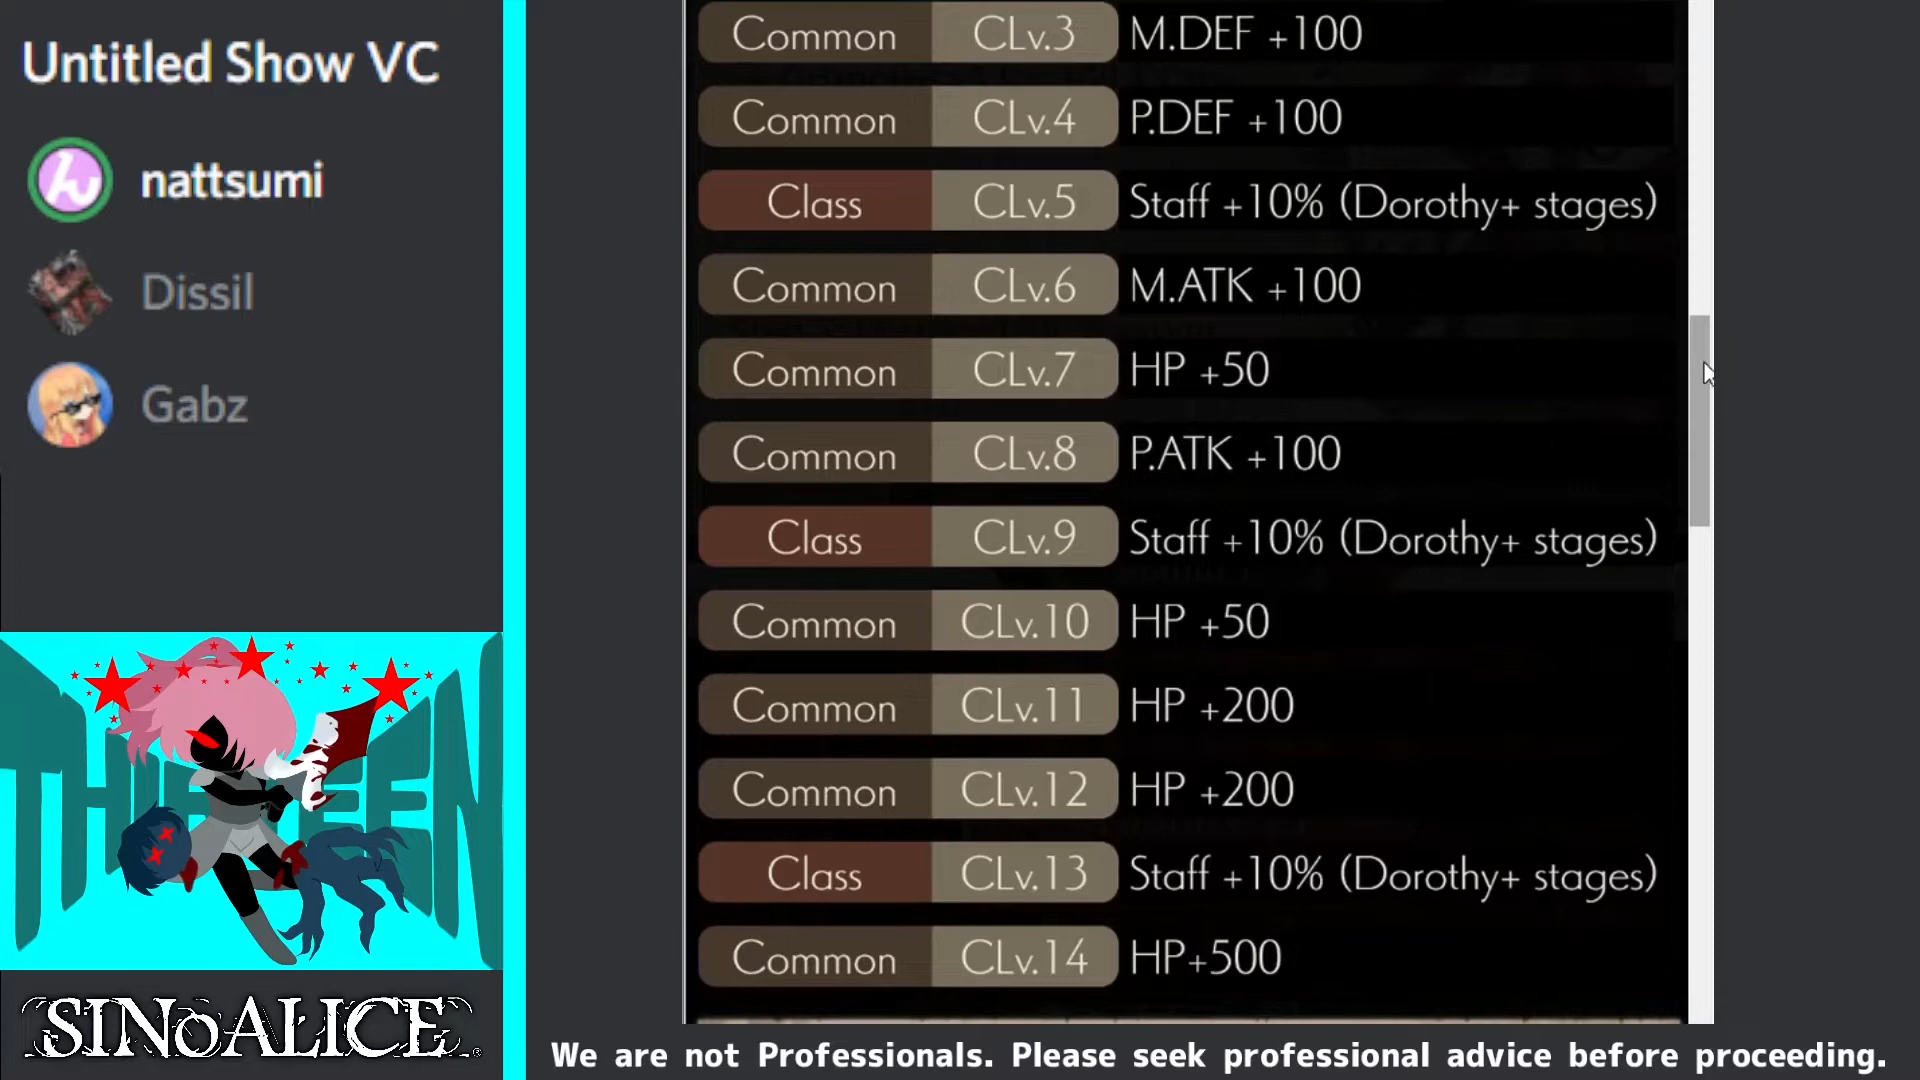 Untitled Show VC
nattsumi
Dissil
Gabz
THIRTEEN
SINoALICE
Common CLv.3 M.DEF +100
Common CLv.4 P.DEF +100
Class CLv.5 Staff +10% (Dorothy+ stages)
Common CLv.6 M.ATK +100
Common CLv.7 HP +50
Common CLv.8 P.ATK +100
Class CLv.9 Staff +10% (Dorothy+ stages)
Common CLv.10 HP +50
Common CLv.11 HP +200
Common CLv.12 HP +200
Class CLv.13 Staff +10% (Dorothy+ stages)
Common CLv.14 HP+500
We are not Professionals. Please seek professional advice before proceeding.